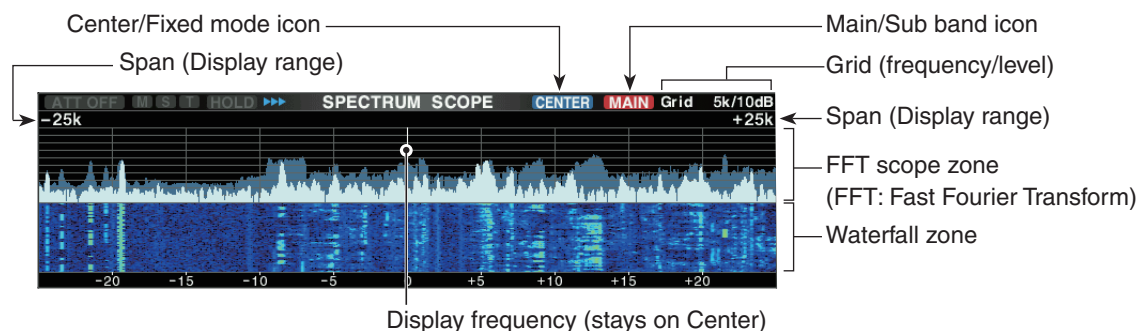 Center/Fixed mode icon
Main/Sub band icon
Span (Display range)
Grid (frequency/level)
ATT OFF M S T HOLD SPECTRUM SCOPE CENTER MAIN Grid 5k/10dB
-25k +25k
Span (Display range)
FFT scope zone
(FFT: Fast Fourier Transform)
Waterfall zone
-20 -15 -10 -5 0 +5 +10 +15 +20
Display frequency (stays on Center)